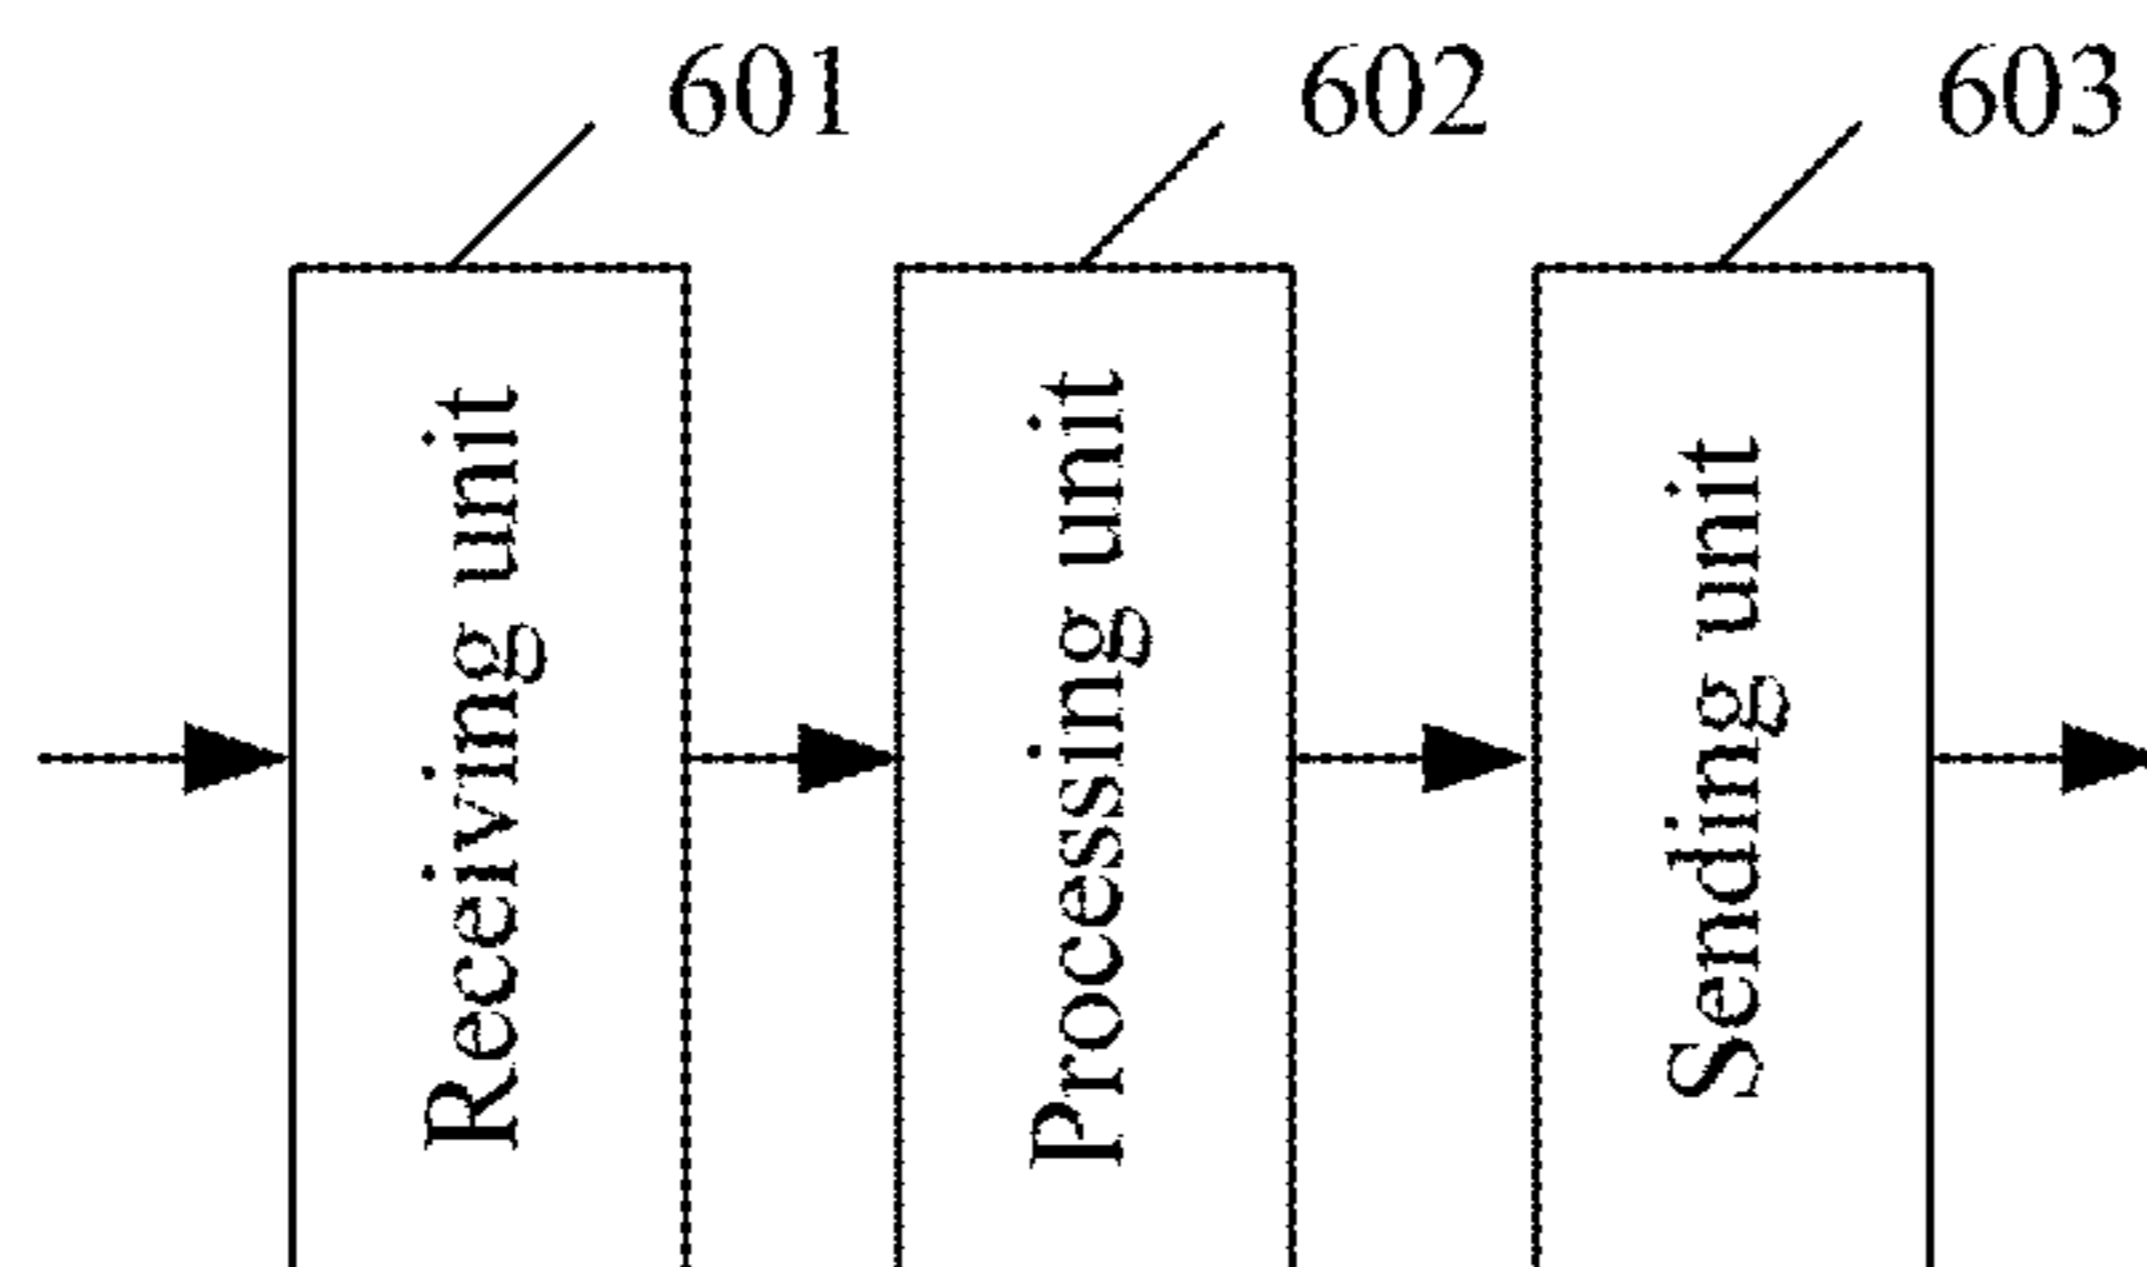 601
602
603
Receiving unit
Processing unit
Sending unit